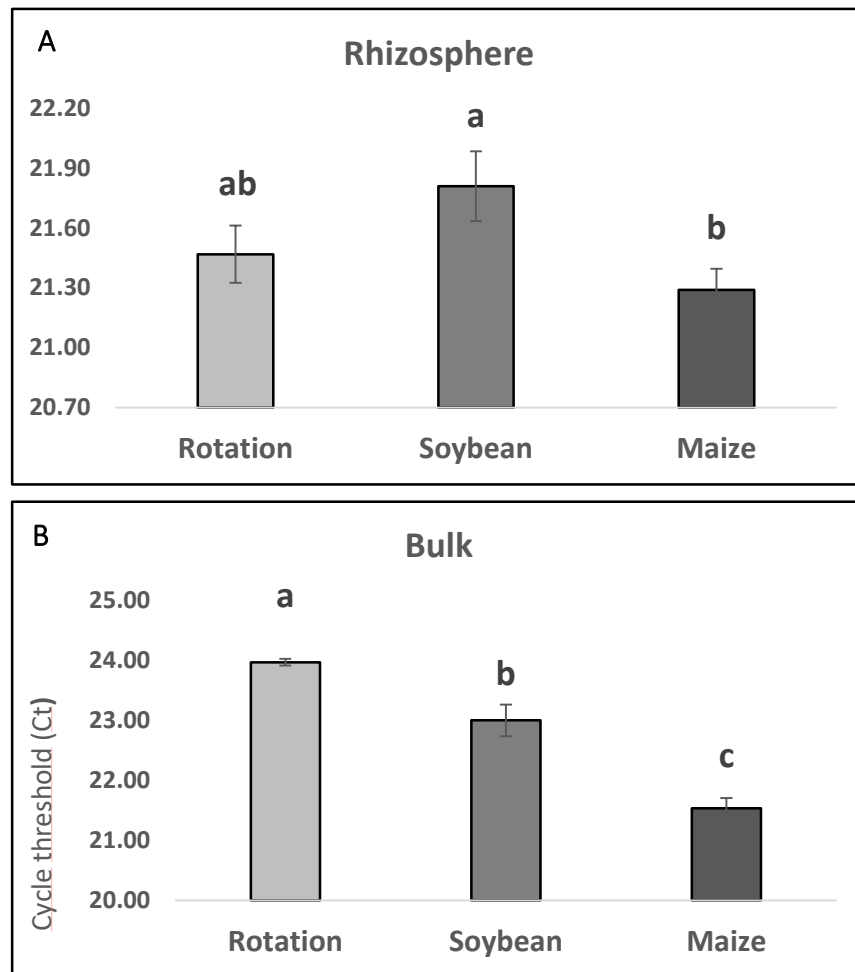 A
Rhizosphere
22.20
21.90
21.60
21.30
21.00
20.70
ab
a
b
Rotation Soybean Maize
B
Bulk
Cycle threshold (Ct)
25.00
24.00
23.00
22.00
21.00
20.00
a
b
c
Rotation Soybean Maize